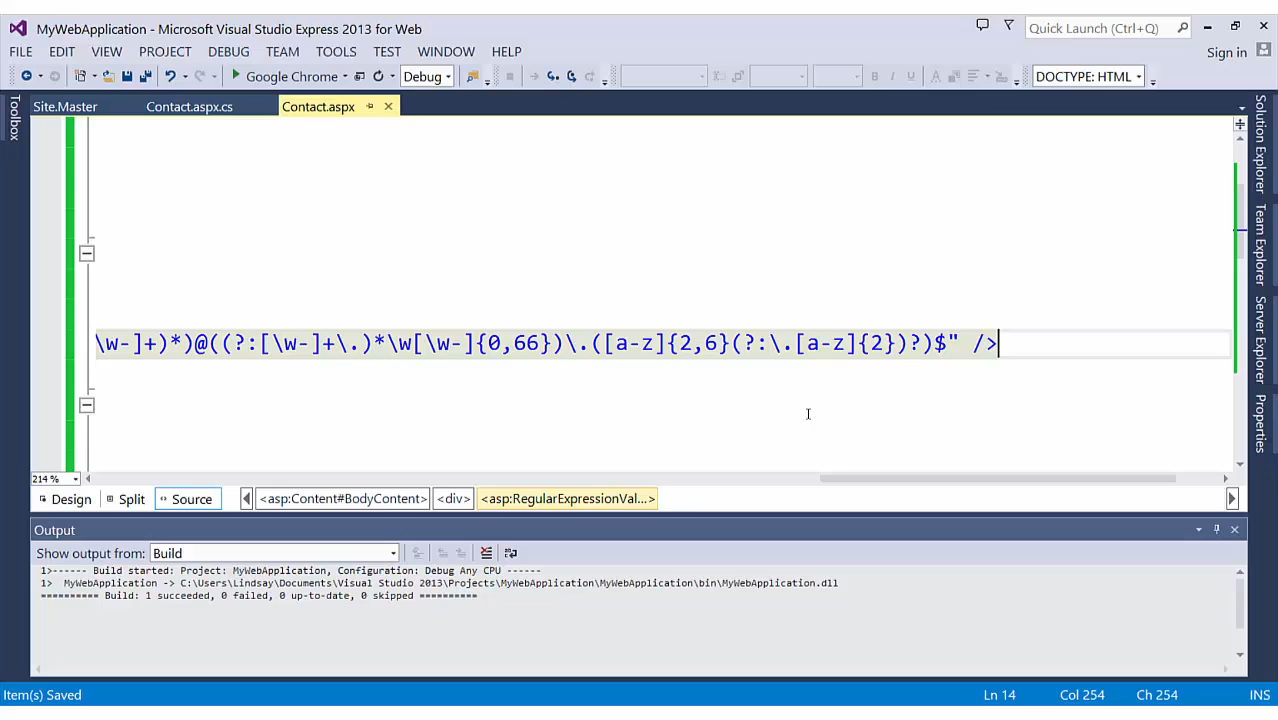 MyWebApplication - Microsoft Visual Studio Express 2013 for Web
Quick Launch (Ctrl+Q)
FILE EDIT VIEW PROJECT DEBUG TEAM TOOLS TEST WINDOW HELP
Sign in
Google Chrome Debug DOCTYPE: HTML
Toolbox
Site.Master Contact.aspx.cs Contact.aspx
\w-]+)*)@((?:[\w-]+\.)*\w[\w-]{0,66})\.([a-z]{2,6}(?:\.[a-z]{2})?)$" />
Solution Explorer
Team Explorer
Server Explorer
Properties
214 %
Design Split Source <asp:Content#BodyContent> <div> <asp:RegularExpressionVal...>
Output
Show output from: Build
1>------ Build started: Project: MyWebApplication, Configuration: Debug Any CPU ------
1>  MyWebApplication -> C:\Users\Lindsay\Documents\Visual Studio 2013\Projects\MyWebApplication\MyWebApplication\bin\MyWebApplication.dll
========== Build: 1 succeeded, 0 failed, 0 up-to-date, 0 skipped ==========
Item(s) Saved Ln 14 Col 254 Ch 254 INS